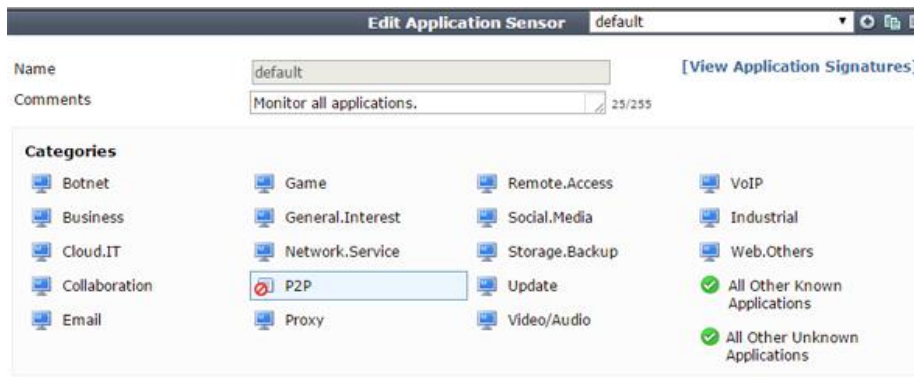 Edit Application Sensor default
Name default [View Application Signatures]
Comments Monitor all applications. 25/255
Categories
Botnet Game Remote.Access VoIP
Business General.Interest Social.Media Industrial
Cloud.IT Network.Service Storage.Backup Web.Others
Collaboration P2P Update All Other Known
Applications
Email Proxy Video/Audio All Other Unknown
Applications